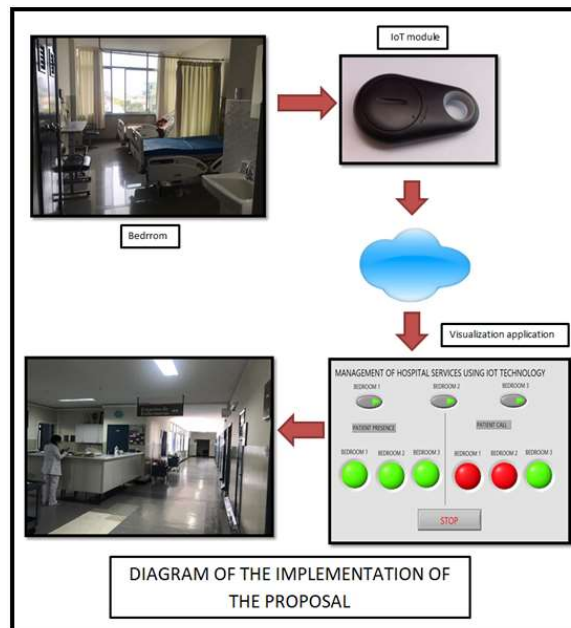 IoT module
Bedrrom
Visualization application
MANAGEMENT OF HOSPITAL SERVICES USING IOT TECHNOLOGY
BEDROOM 1 BEDROOM 2 BEDROOM 3
PATIENT PRESENCE PATIENT CALL
BEDROOM 1 BEDROOM 2 BEDROOM 3 BEDROOM 1 BEDROOM 2 BEDROOM 3
STOP
DIAGRAM OF THE IMPLEMENTATION OF
THE PROPOSAL